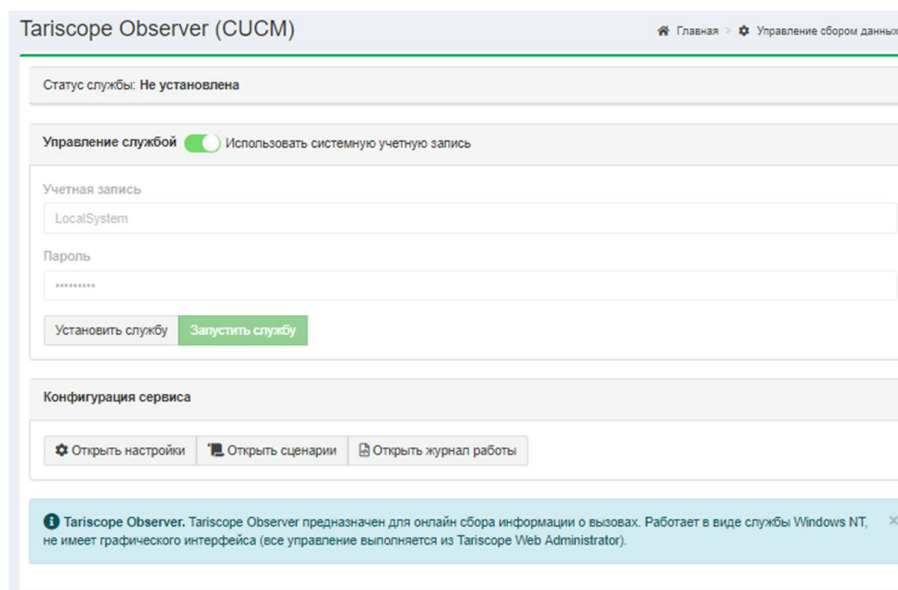 Tariscope Observer (CUCM)
Главная > Управление сбором данных
Статус службы: Не установлена
Управление службой Использовать системную учетную запись
Учетная запись
LocalSystem
Пароль
•••••••••
Установить службу Запустить службу
Конфигурация сервиса
Открыть настройки Открыть сценарии Открыть журнал работы
Tariscope Observer. Tariscope Observer предназначен для онлайн сбора информации о вызовах. Работает в виде службы Windows NT, ×
не имеет графического интерфейса (все управление выполняется из Tariscope Web Administrator).